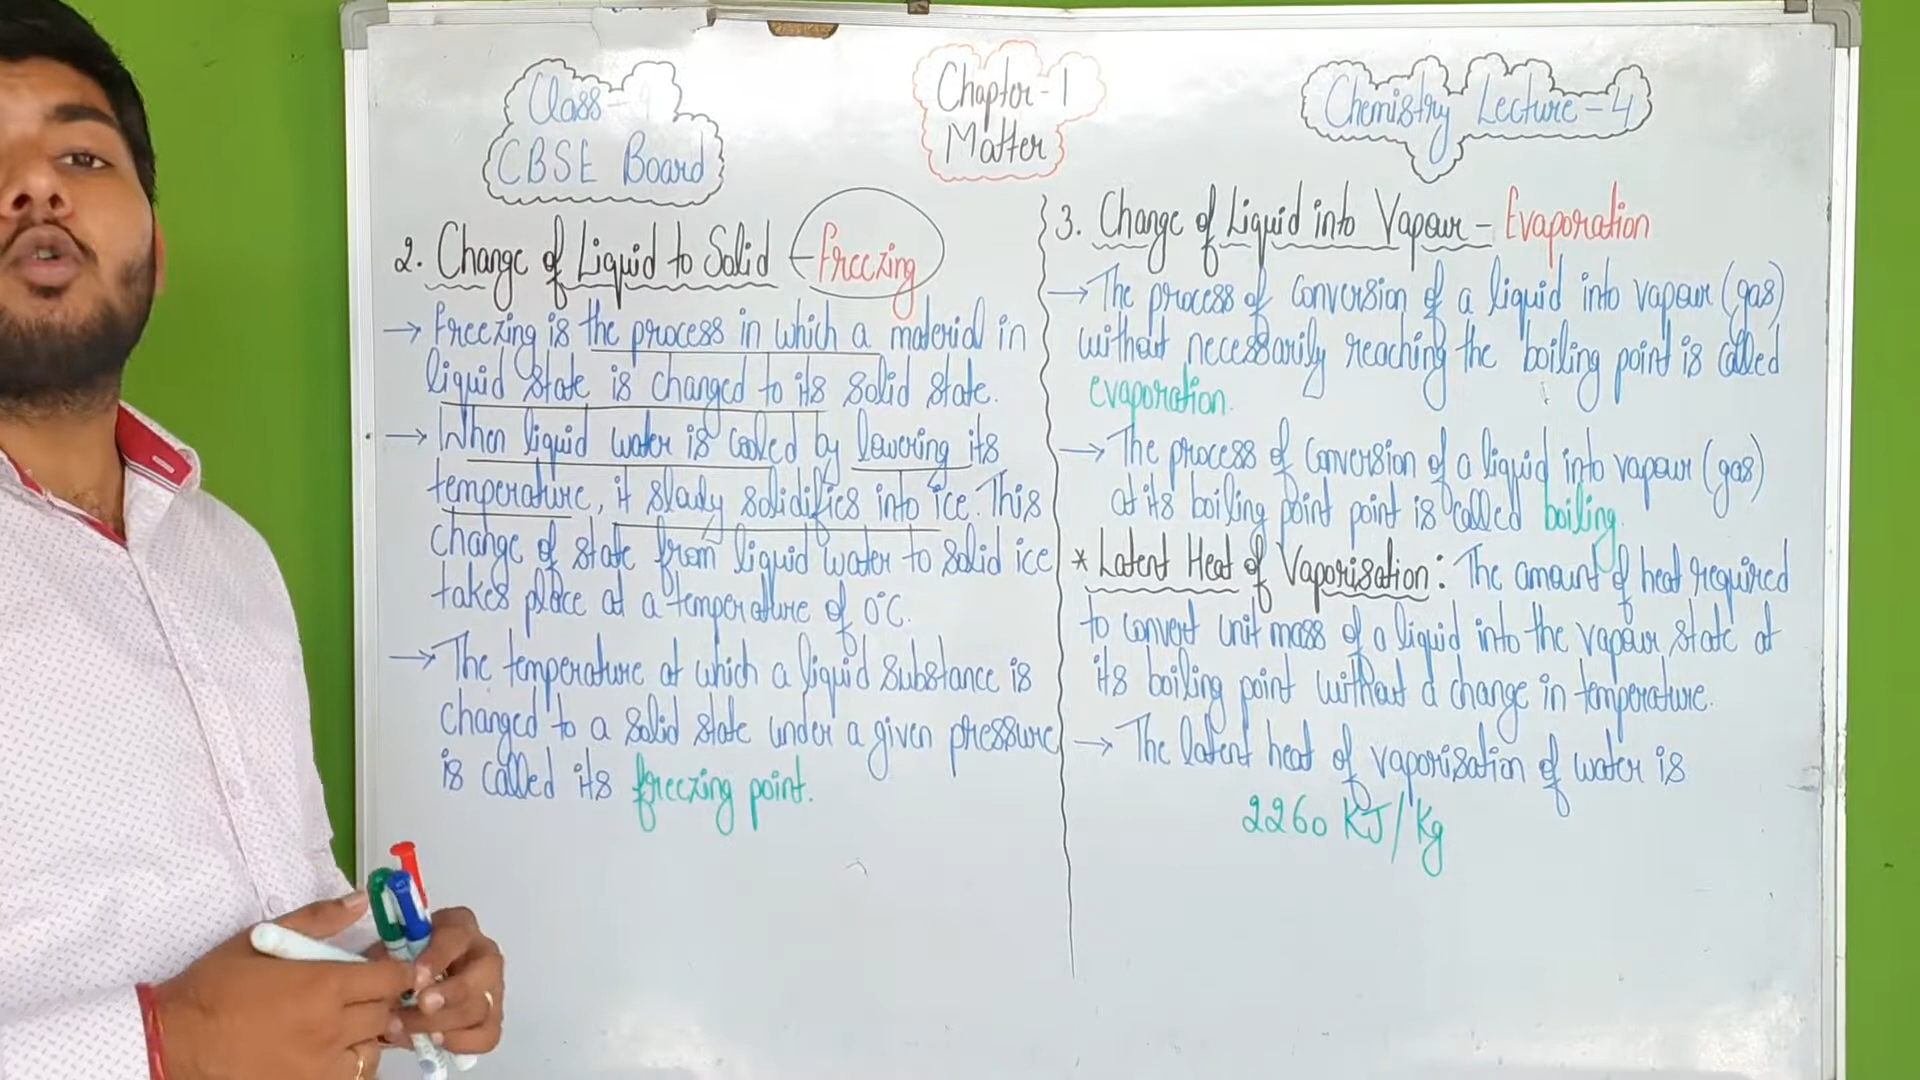 Class-9
CBSE Board
Chapter-1
Matter
Chemistry Lecture-4
2. Change of Liquid to Solid - Freezing
→ Freezing is the process in which a material in
liquid state is changed to its solid state.
→ When liquid water is cooled by lowering its
temperature, it slowly solidifies into ice. This
change of state from liquid water to solid ice
takes place at a temperature of 0°C.
→ The temperature at which a liquid substance is
changed to a solid state under a given pressure
is called its freezing point.
3. Change of Liquid into Vapour - Evaporation
→ The process of conversion of a liquid into vapour (gas)
without necessarily reaching the boiling point is called
evaporation.
→ The process of conversion of a liquid into vapour (gas)
at its boiling point point is called boiling.
* Latent Heat of Vaporisation: The amount of heat required
to convert unit mass of a liquid into the vapour state at
its boiling point without a change in temperature.
→ The latent heat of vaporisation of water is
2260 KJ/Kg